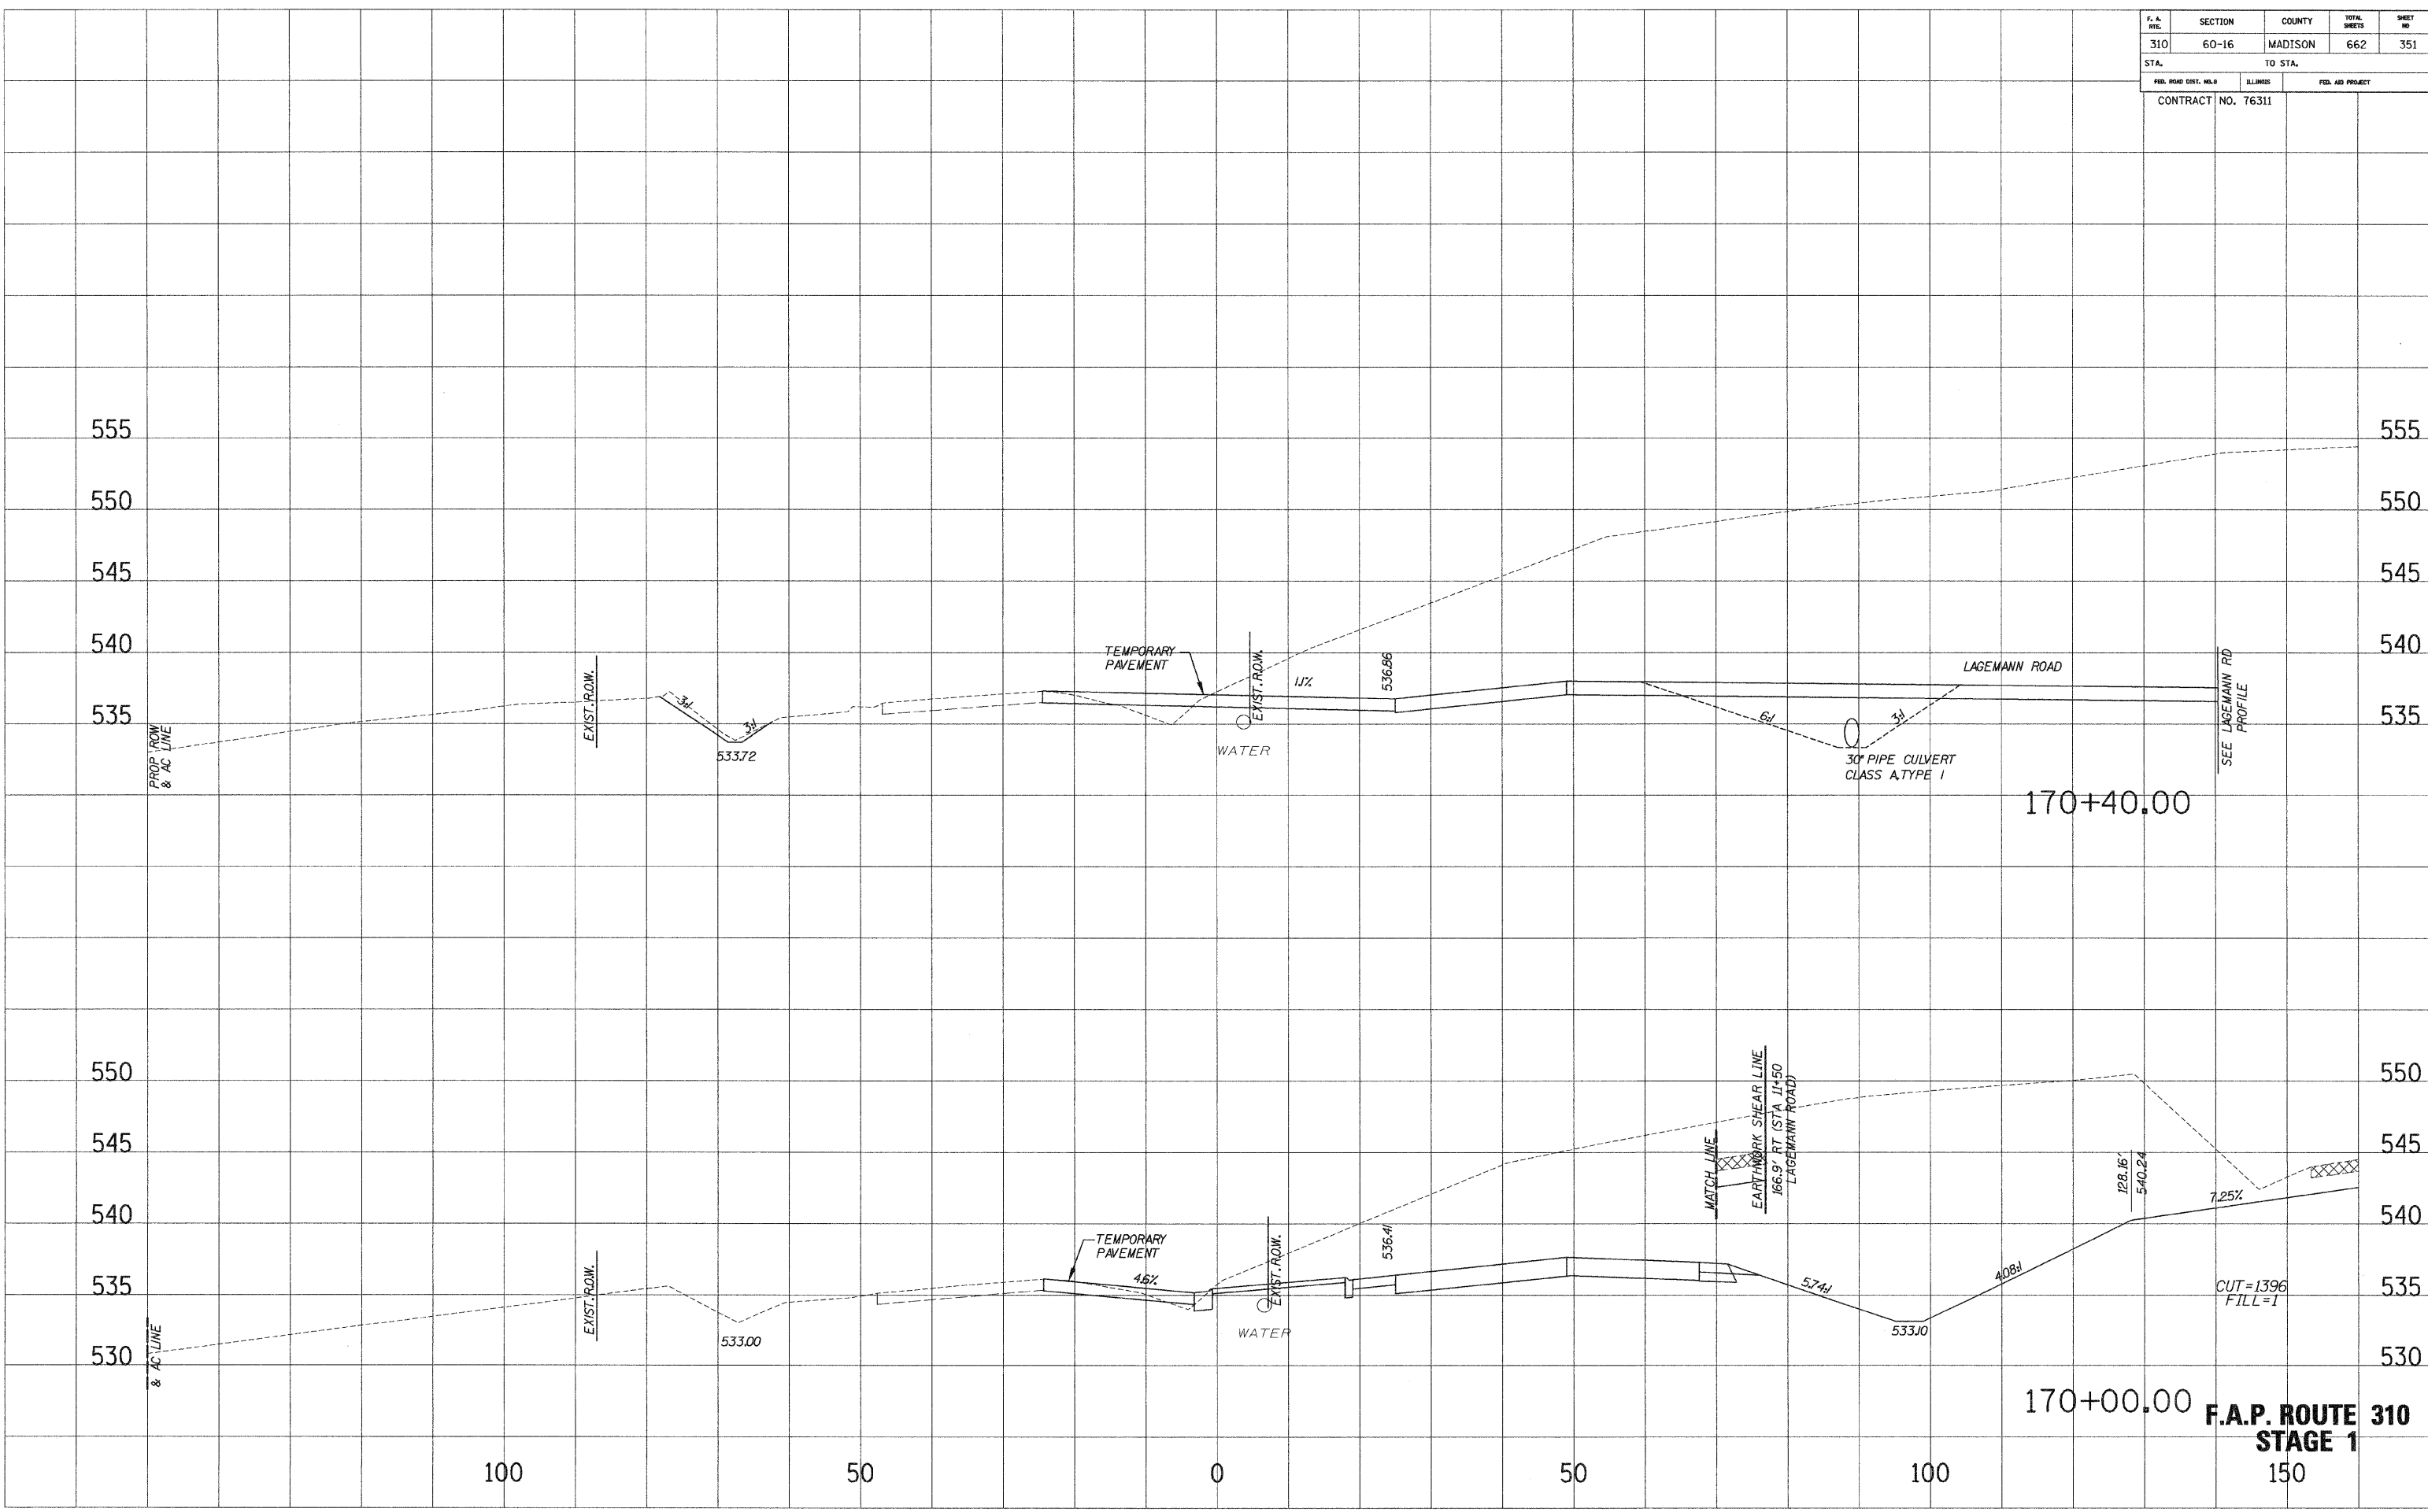 F. A. RTE. SECTION COUNTY TOTAL SHEETS SHEET NO
310 60-16 MADISON 662 351
STA. TO STA.
FED. ROAD DIST. NO. 8 ILLINOIS FED. AID PROJECT
CONTRACT NO. 76311
555 555
550 550
545 545
540 540
535 535
PROP ROW
& AC LINE
EXIST. R.O.W.
3:1
3:1
533.72
TEMPORARY
PAVEMENT
EXIST. R.O.W.
WATER
1.1%
536.86
6:1
3:1
30" PIPE CULVERT
CLASS A, TYPE 1
LAGEMANN ROAD
SEE LAGEMANN RD
PROFILE
170+40.00
550 550
545 545
540 540
535 535
530 530
& AC LINE
EXIST. R.O.W.
533.00
TEMPORARY
PAVEMENT
4.6%
EXIST. R.O.W.
WATER
536.41
MATCH LINE
EARTHWORK SHEAR LINE
166.9' RT (STA 11+50
LAGEMANN ROAD)
5.74:1
533.10
4.08:1
128.16'
540.24
7.25%
CUT=1396
FILL=1
170+00.00
F.A.P. ROUTE 310
STAGE 1
100 50 0 50 100 150